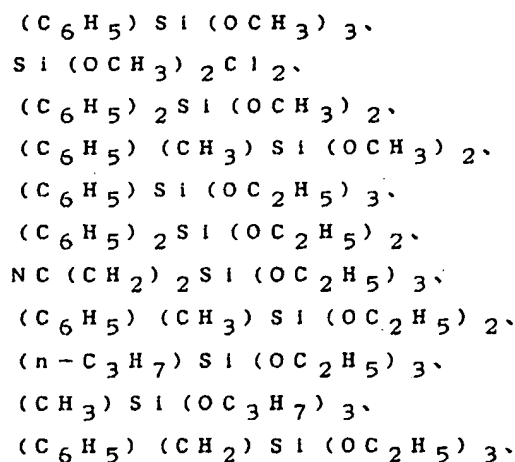 (C6H5)Si(OCH3)3、
Si(OCH3)2Cl2、
(C6H5)2Si(OCH3)2、
(C6H5)(CH3)Si(OCH3)2、
(C6H5)Si(OC2H5)3、
(C6H5)2Si(OC2H5)2、
NC(CH2)2Si(OC2H5)3、
(C6H5)(CH3)Si(OC2H5)2、
(n-C3H7)Si(OC2H5)3、
(CH3)Si(OC3H7)3、
(C6H5)(CH2)Si(OC2H5)3、